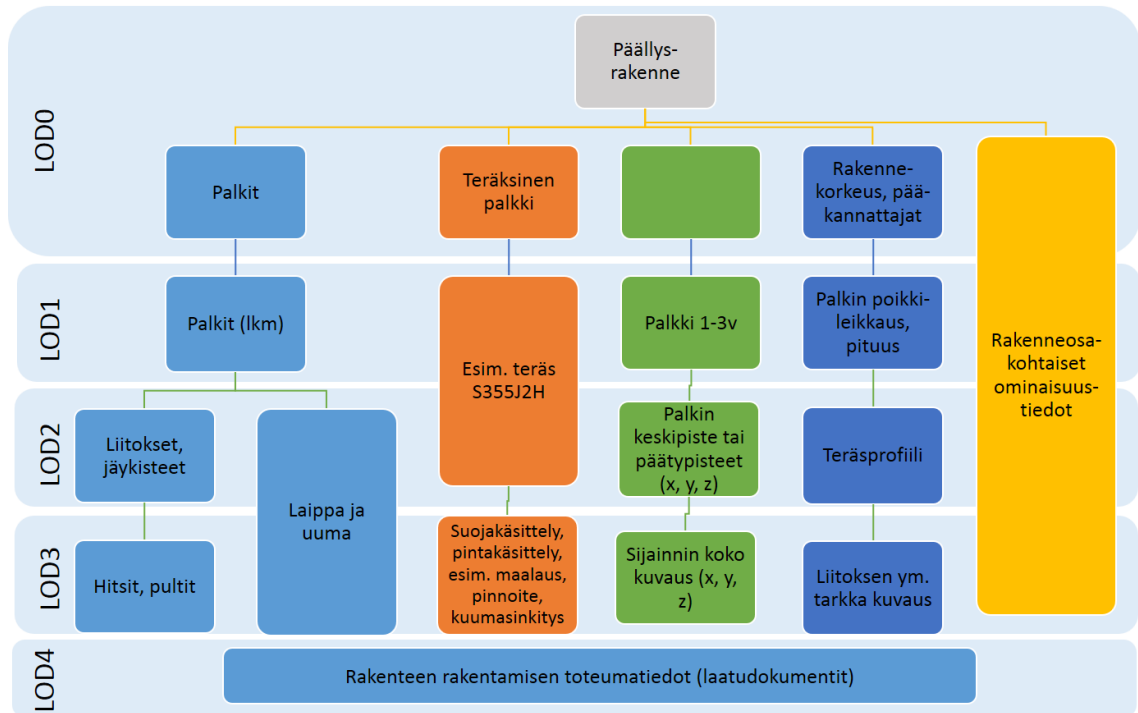 Päällys-
rakenne
LOD0
Palkit
Teräksinen
palkki
Rakenne-
korkeus, pää-
kannattajat
LOD1
Palkit (lkm)
Esim. teräs
S355J2H
Palkki 1-3v
Palkin poikki-
leikkaus,
pituus
Rakenneosa-
kohtaiset
ominaisuus-
tiedot
LOD2
Liitokset,
jäykisteet
Laippa ja
uuma
Palkin
keskipiste tai
päätypisteet
(x, y, z)
Teräsprofiili
LOD3
Hitsit, pultit
Suojakäsittely,
pintakäsittely,
esim. maalaus,
pinnoite,
kuumasinkitys
Sijainnin koko
kuvaus (x, y,
z)
Liitoksen ym.
tarkka kuvaus
LOD4
Rakenteen rakentamisen toteumatiedot (laatudokumentit)